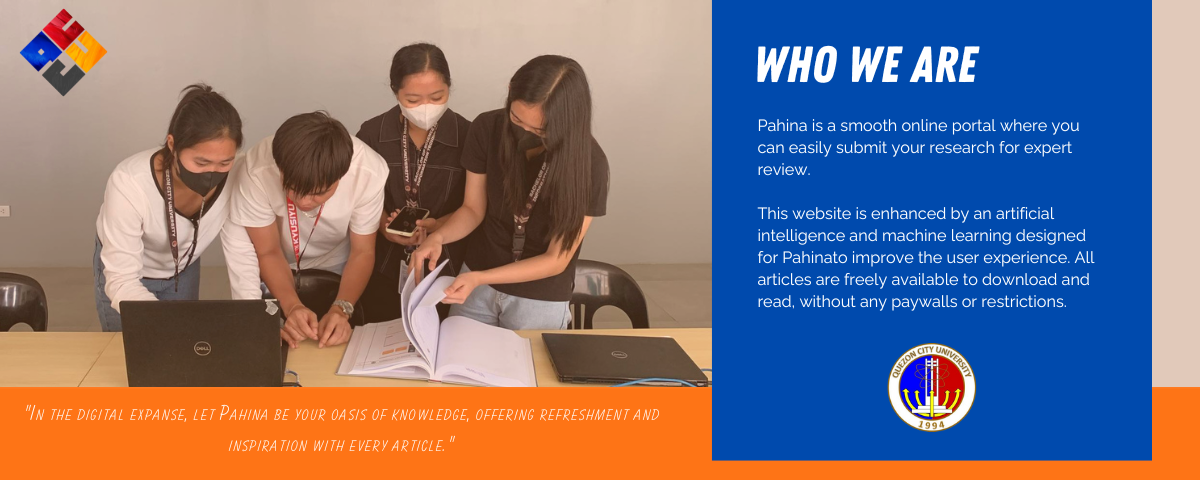 WHO WE ARE
Pahina is a smooth online portal where you
can easily submit your research for expert
review.
This website is enhanced by an artificial
intelligence and machine learning designed
for Pahinato improve the user experience. All
articles are freely available to download and
read, without any paywalls or restrictions.
QUEZON CITY UNIVERSITY
1994
"In the digital expanse, let Pahina be your oasis of knowledge, offering refreshment and
inspiration with every article."
KYUSIYU
DELL